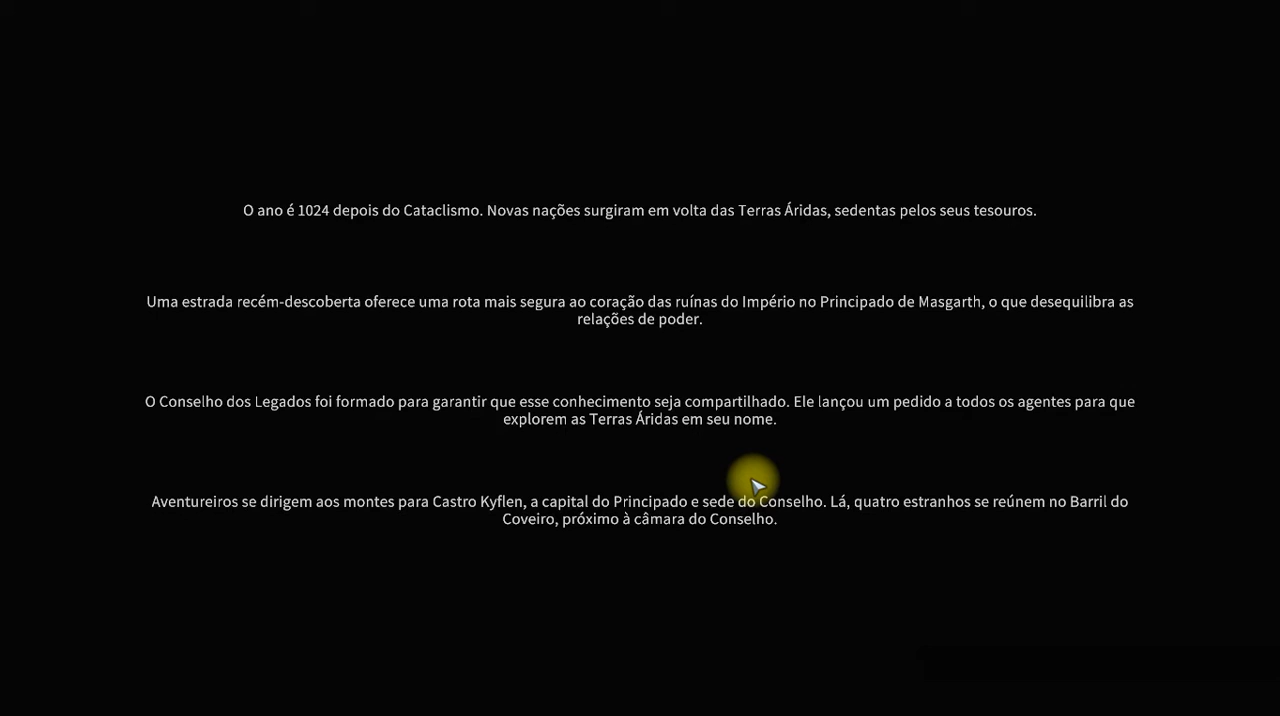 O ano é 1024 depois do Cataclismo. Novas nações surgiram em volta das Terras Áridas, sedentas pelos seus tesouros.
Uma estrada recém-descoberta oferece uma rota mais segura ao coração das ruínas do Império no Principado de Masgarth, o que desequilibra as
relações de poder.
O Conselho dos Legados foi formado para garantir que esse conhecimento seja compartilhado. Ele lançou um pedido a todos os agentes para que
explorem as Terras Áridas em seu nome.
Aventureiros se dirigem aos montes para Castro Kyflen, a capital do Principado e sede do Conselho. Lá, quatro estranhos se reúnem no Barril do
Coveiro, próximo à câmara do Conselho.